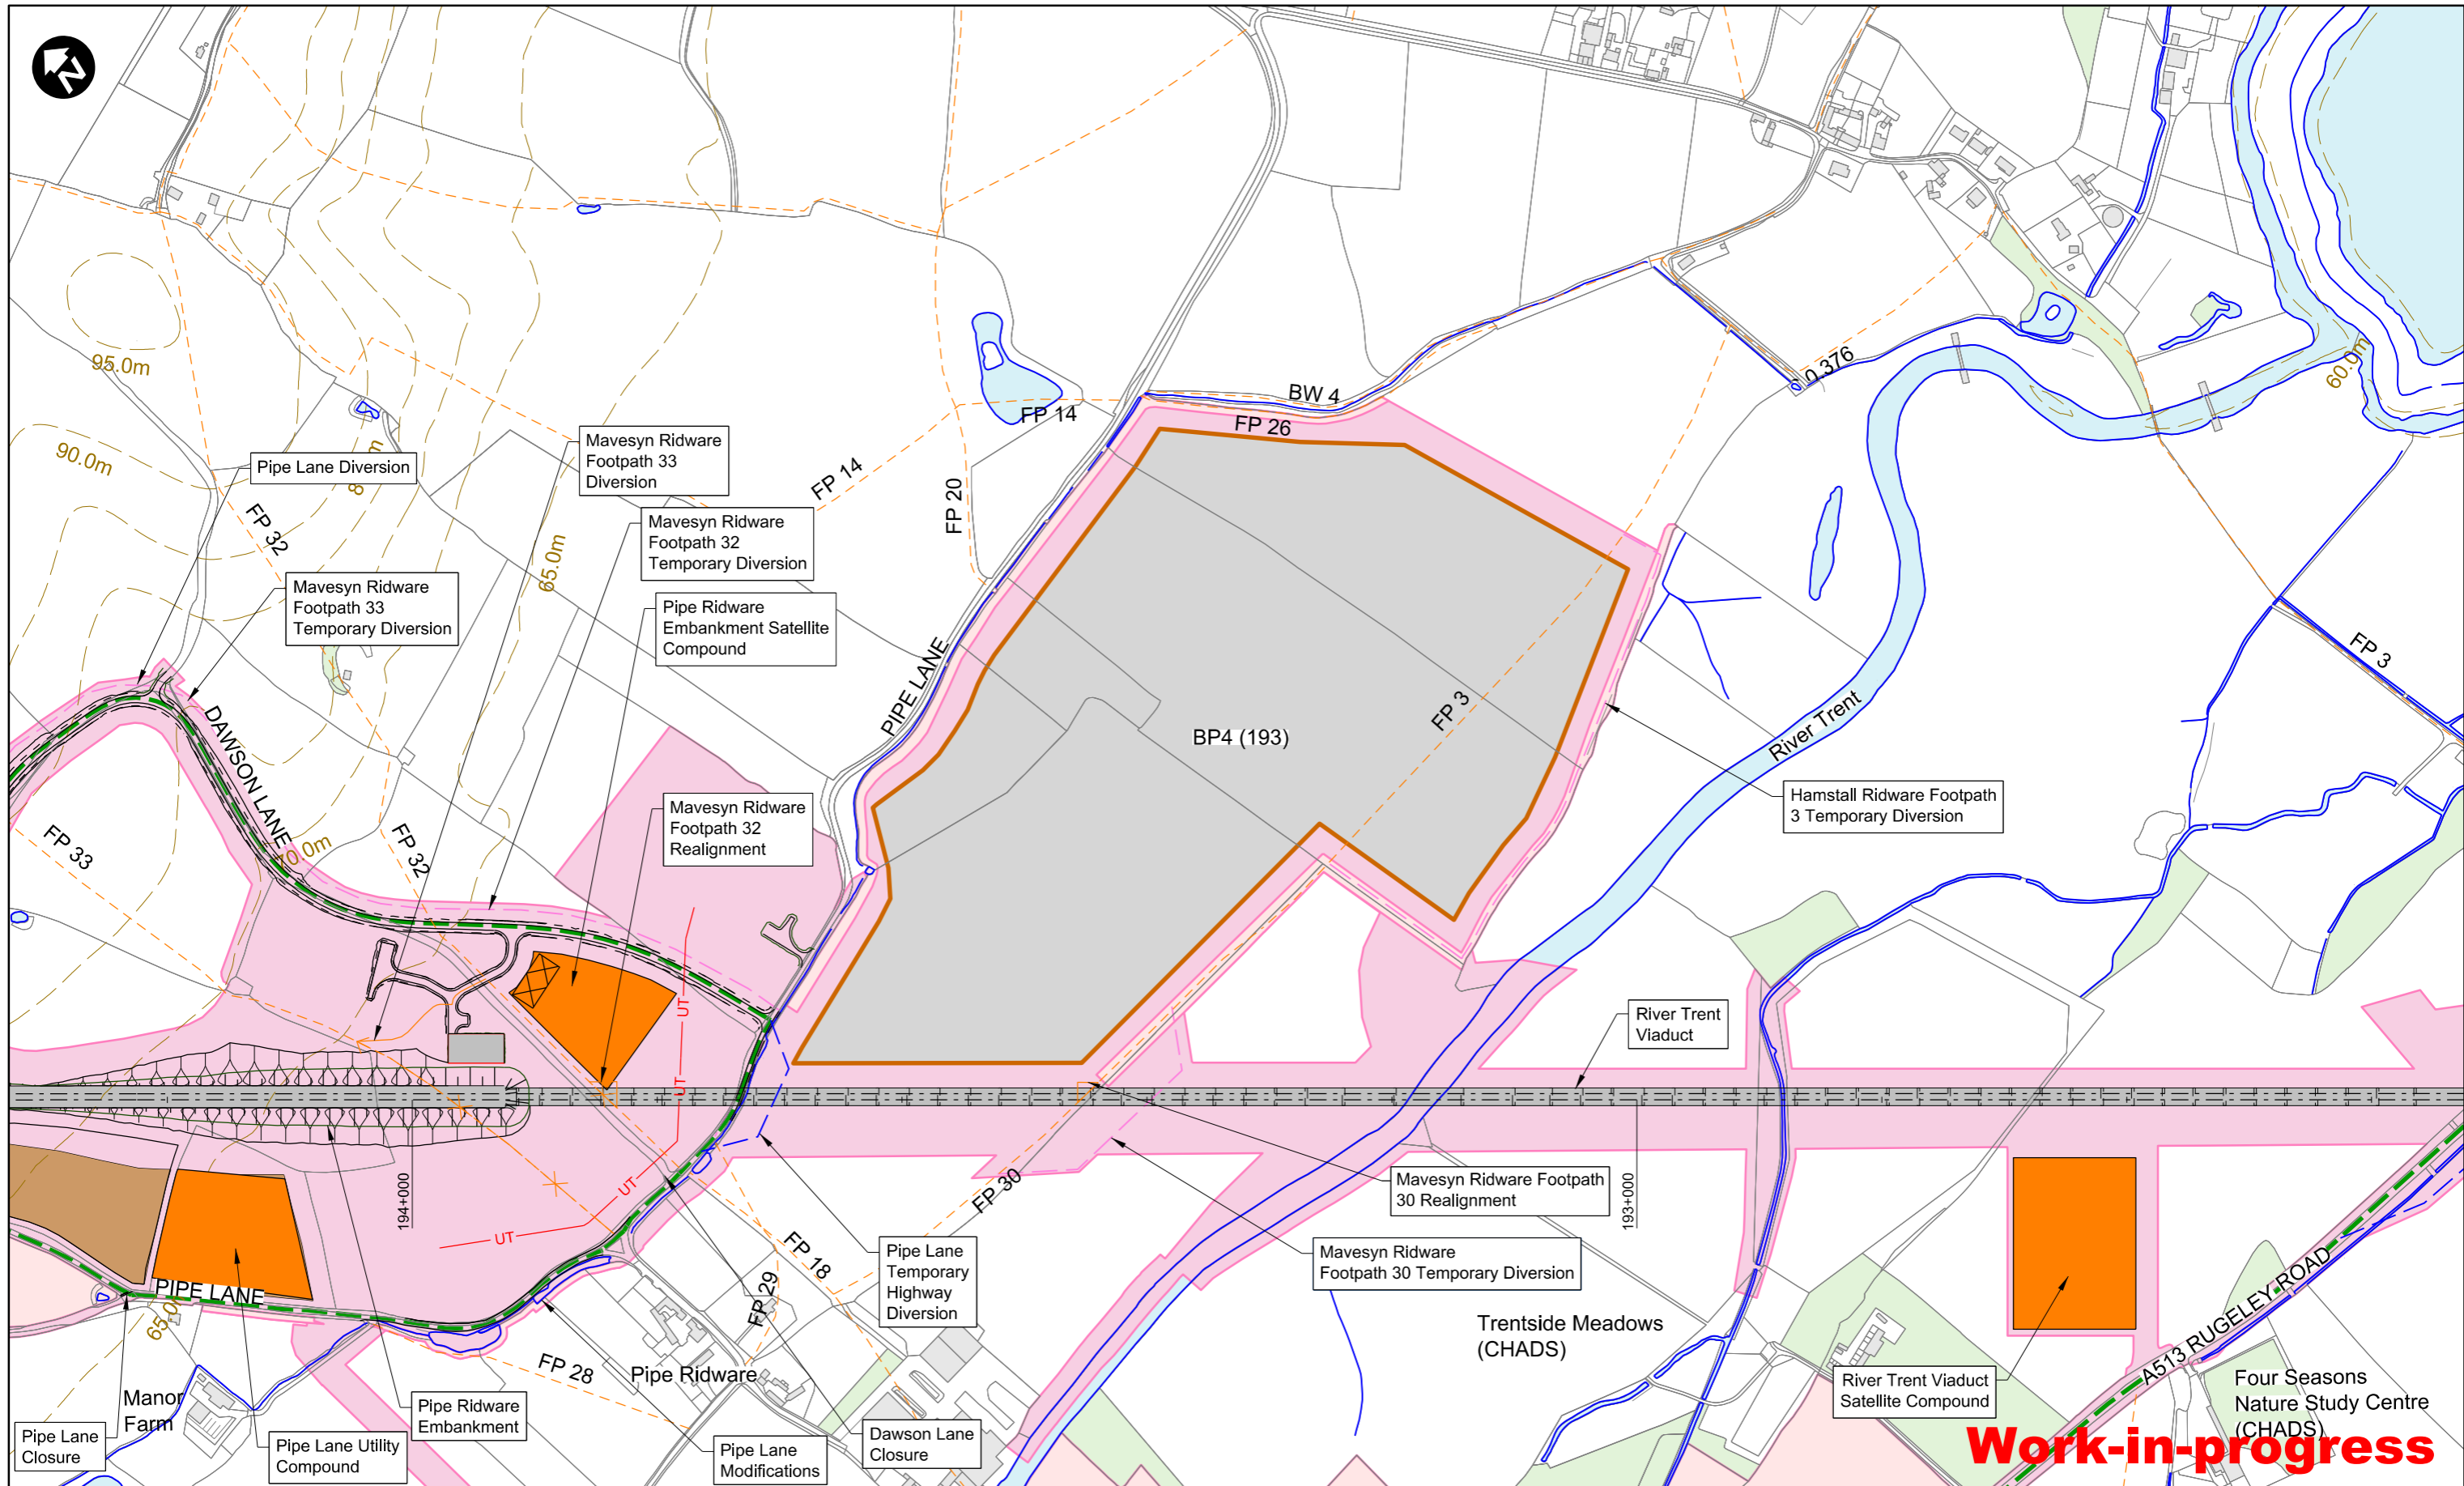 N
95.0m
90.0m
Pipe Lane Diversion
FP 32
Mavesyn Ridware
Footpath 33
Diversion
Mavesyn Ridware
Footpath 32
Temporary Diversion
65.0m
Mavesyn Ridware
Footpath 33
Temporary Diversion
Pipe Ridware
Embankment Satellite
Compound
FP 14
FP 14
FP 20
BW 4
FP 26
60.0m
FP 3
PIPE LANE
DAWSON LANE
70.0m
FP 33
FP 32
Mavesyn Ridware
Footpath 32
Realignment
BP4 (193)
FP 3
River Trent
Hamstall Ridware Footpath
3 Temporary Diversion
River Trent
Viaduct
UT
UT
UT
UT
194+000
193+000
FP 30
FP 18
FP 29
FP 28
Mavesyn Ridware Footpath
30 Realignment
Mavesyn Ridware
Footpath 30 Temporary Diversion
Pipe Lane
Temporary
Highway
Diversion
PIPE LANE
Trentside Meadows
(CHADS)
Pipe Ridware
Manor
Farm
Pipe Lane
Closure
Pipe Lane Utility
Compound
Pipe Ridware
Embankment
Pipe Lane
Modifications
Dawson Lane
Closure
River Trent Viaduct
Satellite Compound
A513 RUGELEY ROAD
Four Seasons
Nature Study Centre
(CHADS)
Work-in-progress